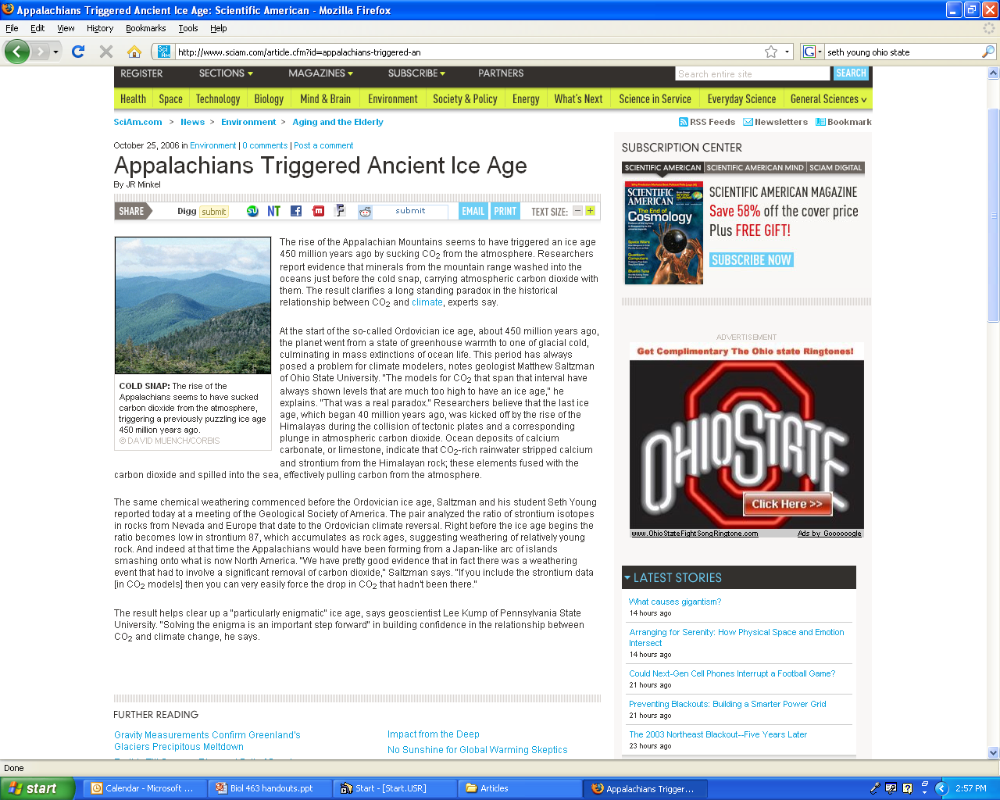 Appalachians Triggered Ancient Ice Age: Scientific American - Mozilla Firefox
File Edit View History Bookmarks Tools Help
http://www.sciam.com/article.cfm?id=appalachians-triggered-an
seth young ohio state
REGISTER SECTIONS MAGAZINES SUBSCRIBE PARTNERS Search entire site SEARCH
Health Space Technology Biology Mind & Brain Environment Society & Policy Energy What's Next Science in Service Everyday Science General Sciences
SciAm.com > News > Environment > Aging and the Elderly
RSS Feeds Newsletters Bookmark
October 25, 2006 in Environment | 0 comments | Post a comment
Appalachians Triggered Ancient Ice Age
By JR Minkel
SHARE Digg submit NT submit EMAIL PRINT TEXT SIZE: − +
The rise of the Appalachian Mountains seems to have triggered an ice age
450 million years ago by sucking CO2 from the atmosphere. Researchers
report evidence that minerals from the mountain range washed into the
oceans just before the cold snap, carrying atmospheric carbon dioxide with
them. The result clarifies a long standing paradox in the historical
relationship between CO2 and climate, experts say.
COLD SNAP: The rise of the
Appalachians seems to have sucked
carbon dioxide from the atmosphere,
triggering a previously puzzling ice age
450 million years ago.
© DAVID MUENCH/CORBIS
At the start of the so-called Ordovician ice age, about 450 million years ago,
the planet went from a state of greenhouse warmth to one of glacial cold,
culminating in mass extinctions of ocean life. This period has always
posed a problem for climate modelers, notes geologist Matthew Saltzman
of Ohio State University. "The models for CO2 that span that interval have
always shown levels that are much too high to have an ice age," he
explains. "That was a real paradox." Researchers believe that the last ice
age, which began 40 million years ago, was kicked off by the rise of the
Himalayas during the collision of tectonic plates and a corresponding
plunge in atmospheric carbon dioxide. Ocean deposits of calcium
carbonate, or limestone, indicate that CO2-rich rainwater stripped calcium
and strontium from the Himalayan rock; these elements fused with the
carbon dioxide and spilled into the sea, effectively pulling carbon from the atmosphere.
The same chemical weathering commenced before the Ordovician ice age, Saltzman and his student Seth Young
reported today at a meeting of the Geological Society of America. The pair analyzed the ratio of strontium isotopes
in rocks from Nevada and Europe that date to the Ordovician climate reversal. Right before the ice age begins the
ratio becomes low in strontium 87, which accumulates as rock ages, suggesting weathering of relatively young
rock. And indeed at that time the Appalachians would have been forming from a Japan-like arc of islands
smashing onto what is now North America. "We have pretty good evidence that in fact there was a weathering
event that had to involve a significant removal of carbon dioxide," Saltzman says. "If you include the strontium data
[in CO2 models] then you can very easily force the drop in CO2 that hadn't been there."
The result helps clear up a "particularly enigmatic" ice age, says geoscientist Lee Kump of Pennsylvania State
University. "Solving the enigma is an important step forward" in building confidence in the relationship between
CO2 and climate change, he says.
FURTHER READING
Gravity Measurements Confirm Greenland's
Glaciers Precipitous Meltdown
Impact from the Deep
No Sunshine for Global Warming Skeptics
SUBSCRIPTION CENTER
SCIENTIFIC AMERICAN SCIENTIFIC AMERICAN MIND SCIAM DIGITAL
SCIENTIFIC
AMERICAN
The End of
Cosmology
Space Wars
Quantum
Computers
Bluefin Tuna
SCIENTIFIC AMERICAN MAGAZINE
Save 58% off the cover price
Plus FREE GIFT!
SUBSCRIBE NOW
ADVERTISEMENT
Get Complimentary The Ohio state Ringtones!
OHIO STATE
Click Here >>
www.OhioStateFightSongRingtone.com Ads by Goooooogle
LATEST STORIES
What causes gigantism?
14 hours ago
Arranging for Serenity: How Physical Space and Emotion
Intersect
14 hours ago
Could Next-Gen Cell Phones Interrupt a Football Game?
21 hours ago
Preventing Blackouts: Building a Smarter Power Grid
21 hours ago
The 2003 Northeast Blackout--Five Years Later
23 hours ago
Done
start Calendar - Microsoft ... Biol 463 handouts.ppt Start - [Start.USR] Articles Appalachians Trigger... 2:57 PM